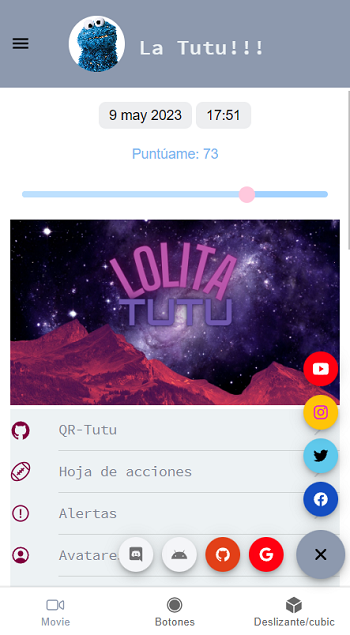 La Tutu!!!
9 may 2023 17:51
Puntúame: 73
LOLITA
TUTU
QR-Tutu
Hoja de acciones
Alertas
Avatare
Movie Botones Deslizante/cubic